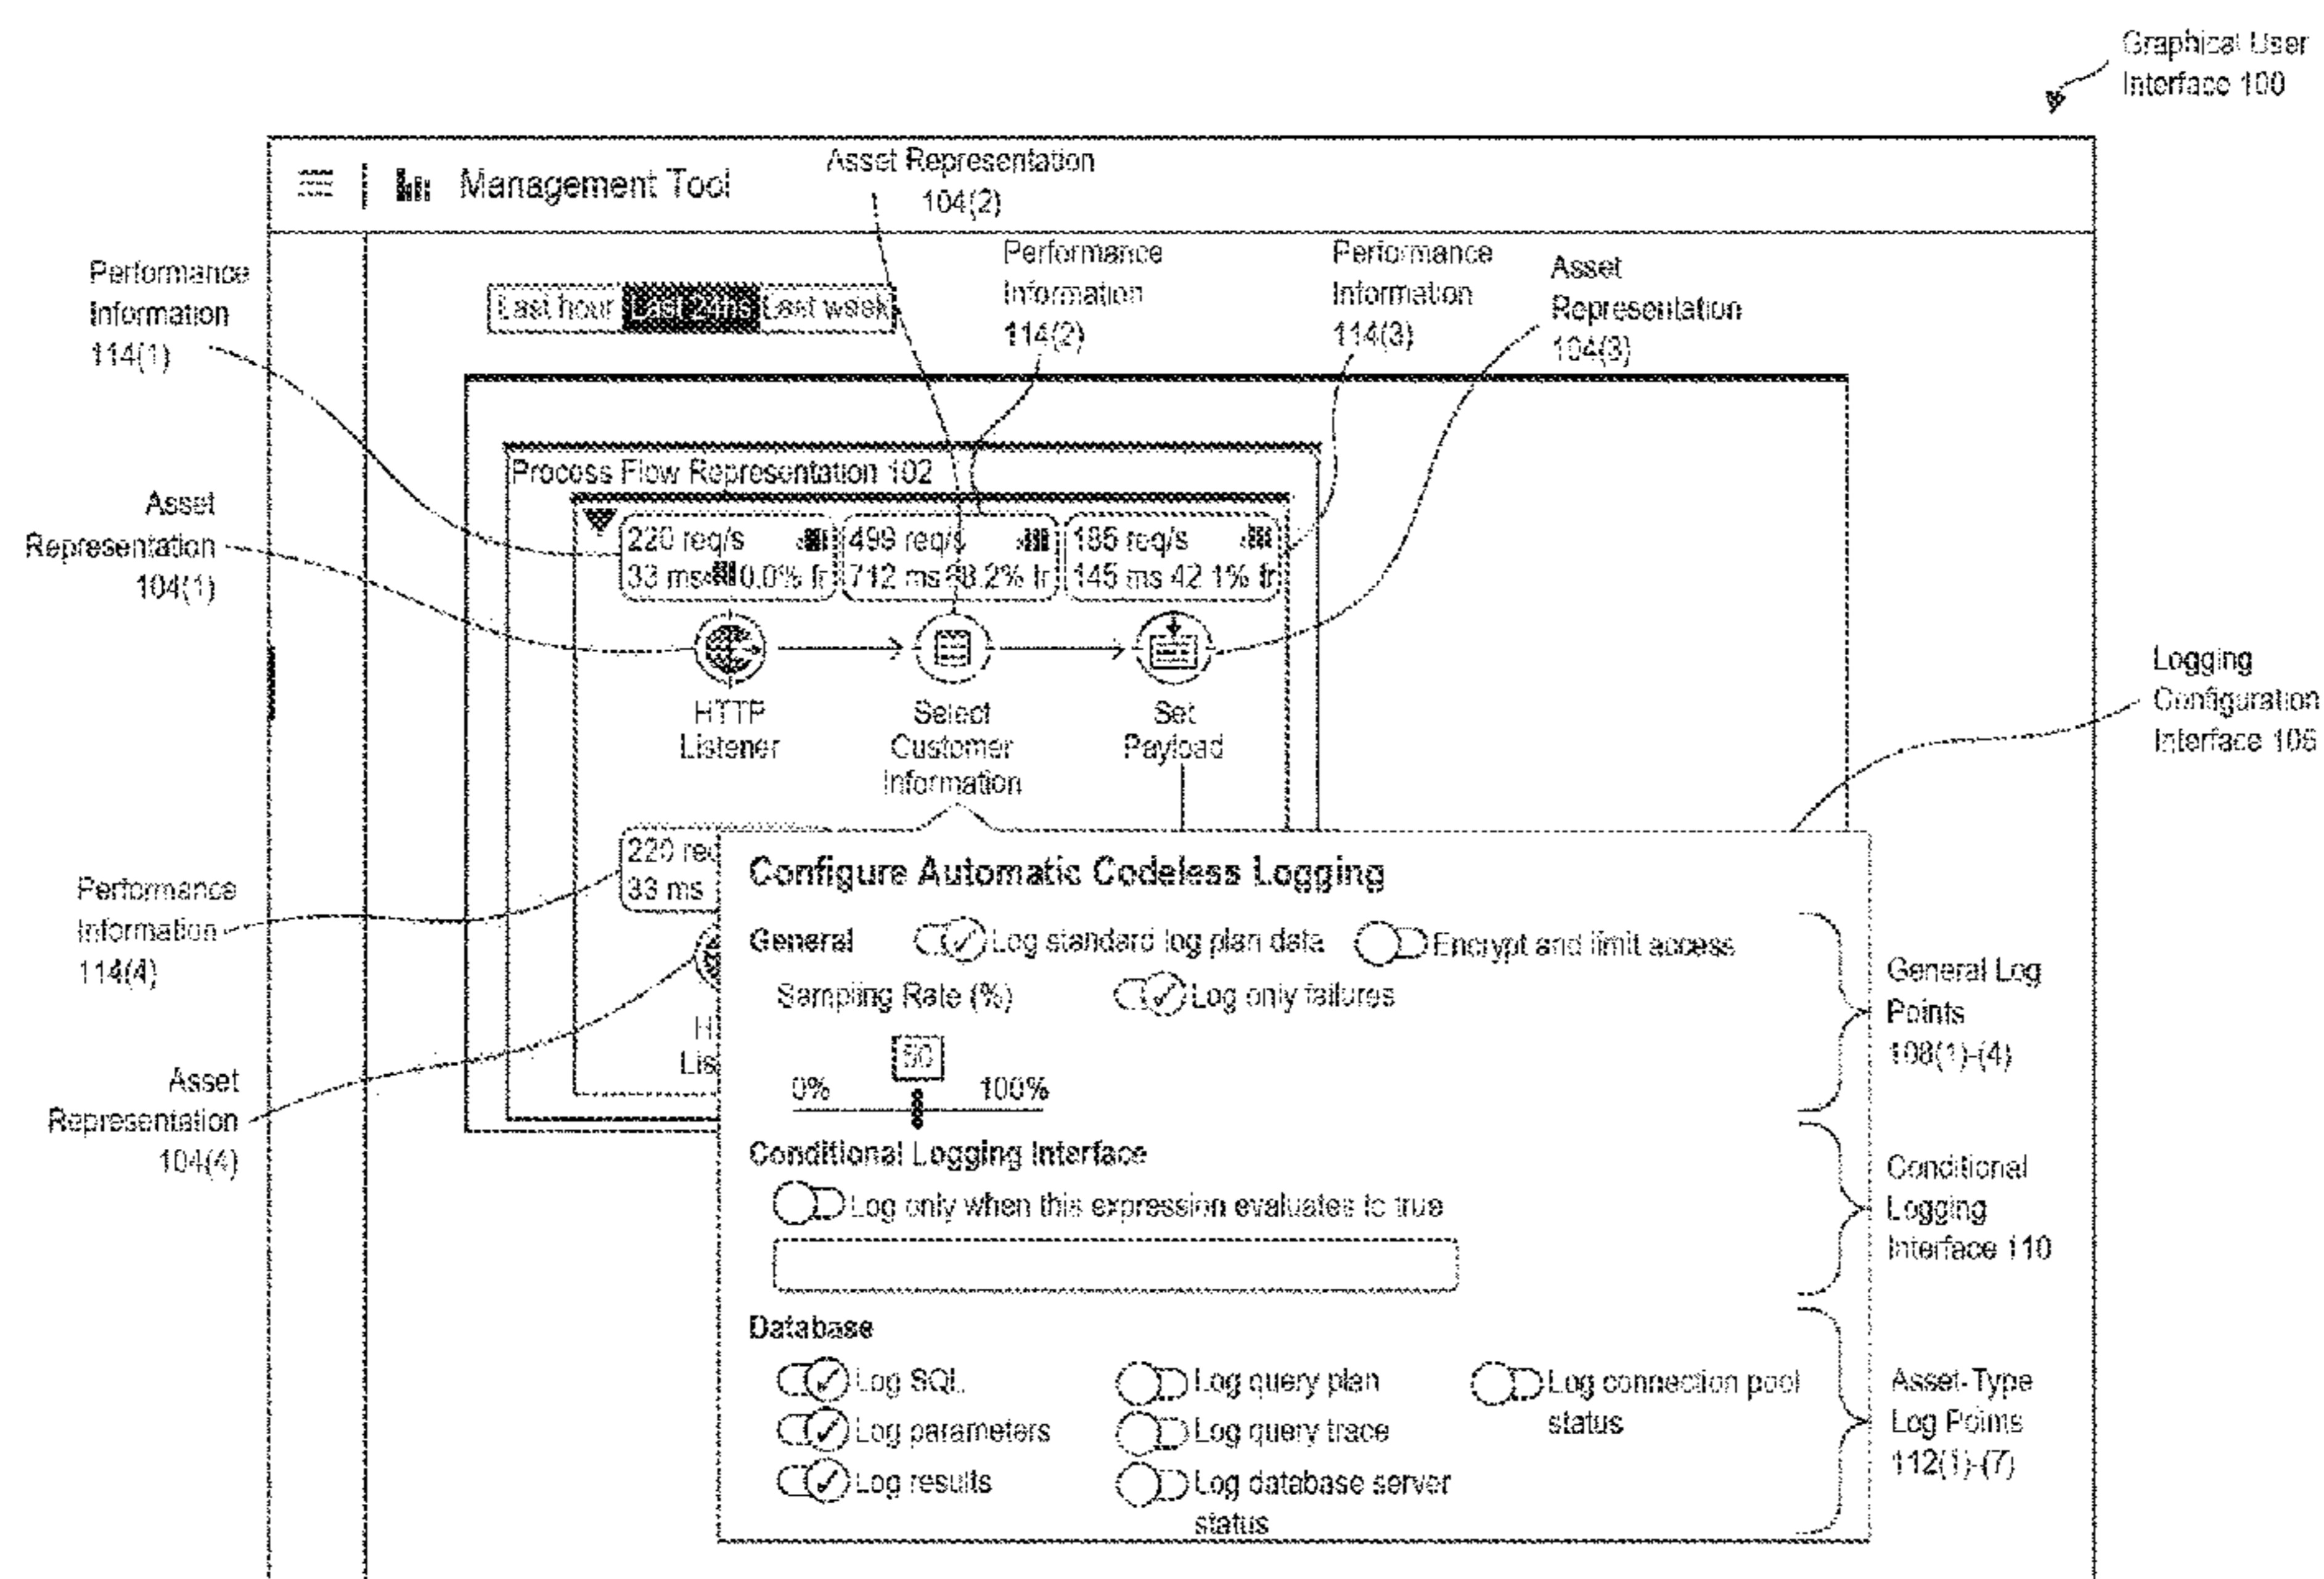 Graphical User
Interface 100
Management Tool
Asset Representation
104(2)
Performance
Information
114(1)
Performance
Information
114(2)
Performance
Information
114(3)
Asset
Representation
104(3)
Last hour
Last week
Process Flow Representation 102
220 req/s
33 ms 0.0% fr
499 req/s
712 ms 8.2% fr
185 req/s
145 ms 42.1% fr
Asset
Representation
104(1)
HTTP
Listener
Select
Customer
Information
Set
Payload
Logging
Configuration
Interface 106
220 req
33 ms
H
Lis
Performance
Information
114(4)
Asset
Representation
104(4)
Configure Automatic Codeless Logging
General
Log standard log plan data
Encrypt and limit access
Sampling Rate (%)
Log only failures
50
0%
100%
General Log
Points
108(1)-(4)
Conditional Logging Interface
Log only when this expression evaluates to true
Conditional
Logging
Interface 110
Database
Log SQL
Log query plan
Log connection pool
status
Log parameters
Log query trace
Log results
Log database server
status
Asset-Type
Log Points
112(1)-(7)